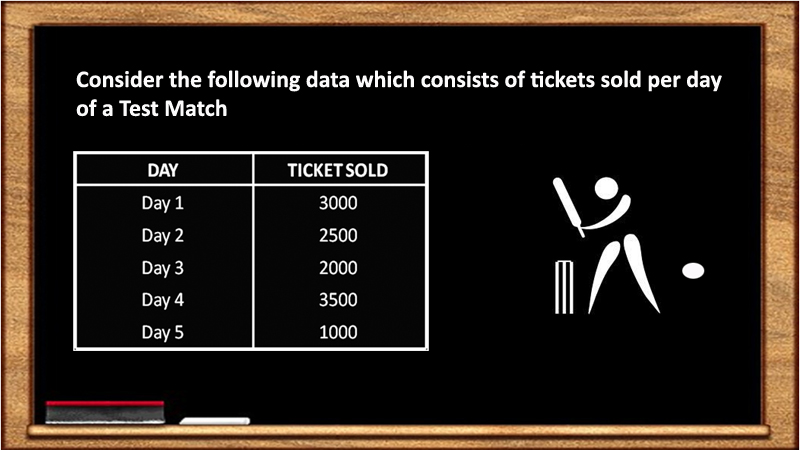 Consider the following data which consists of tickets sold per day
of a Test Match
DAY TICKET SOLD
Day 1 3000
Day 2 2500
Day 3 2000
Day 4 3500
Day 5 1000